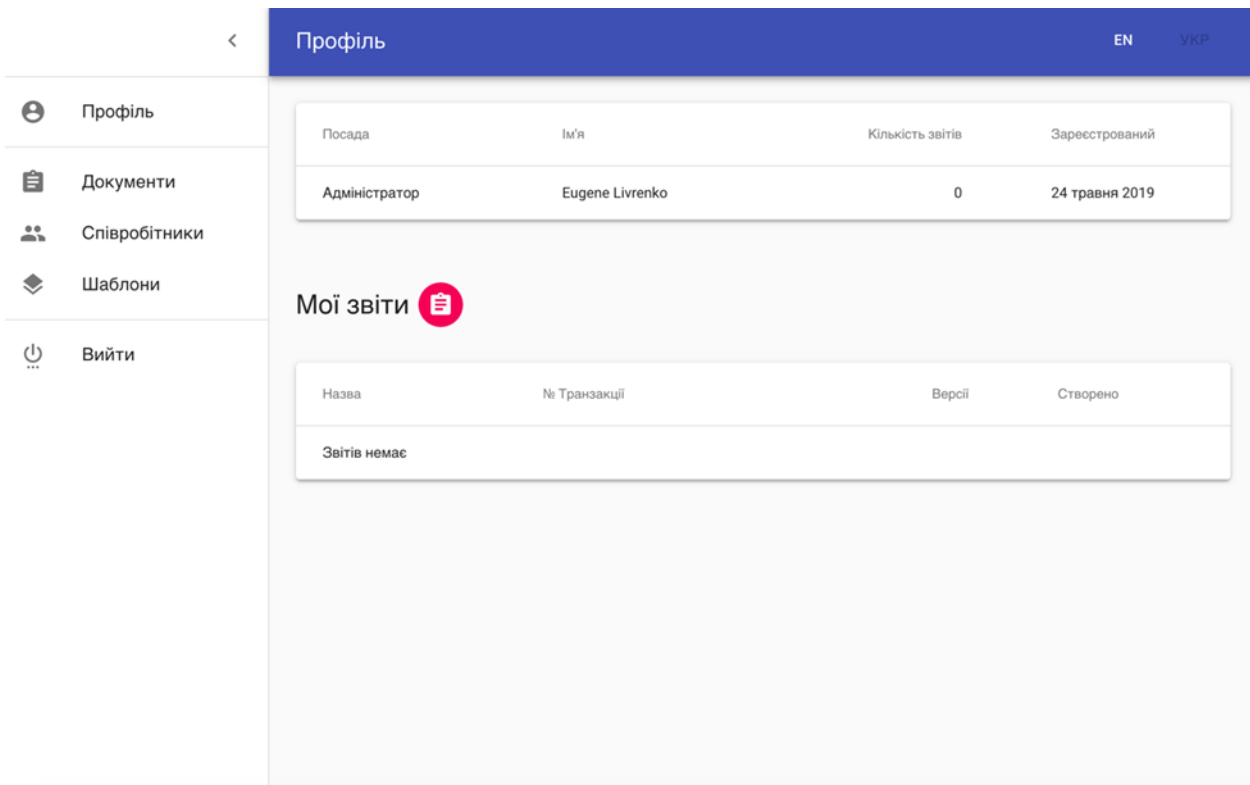 Профіль
EN УКР
Профіль
Документи
Співробітники
Шаблони
Вийти
Посада Ім'я Кількість звітів Зареєстрований
Адміністратор Eugene Livrenko 0 24 травня 2019
Мої звіти
Назва № Транзакції Версії Створено
Звітів немає